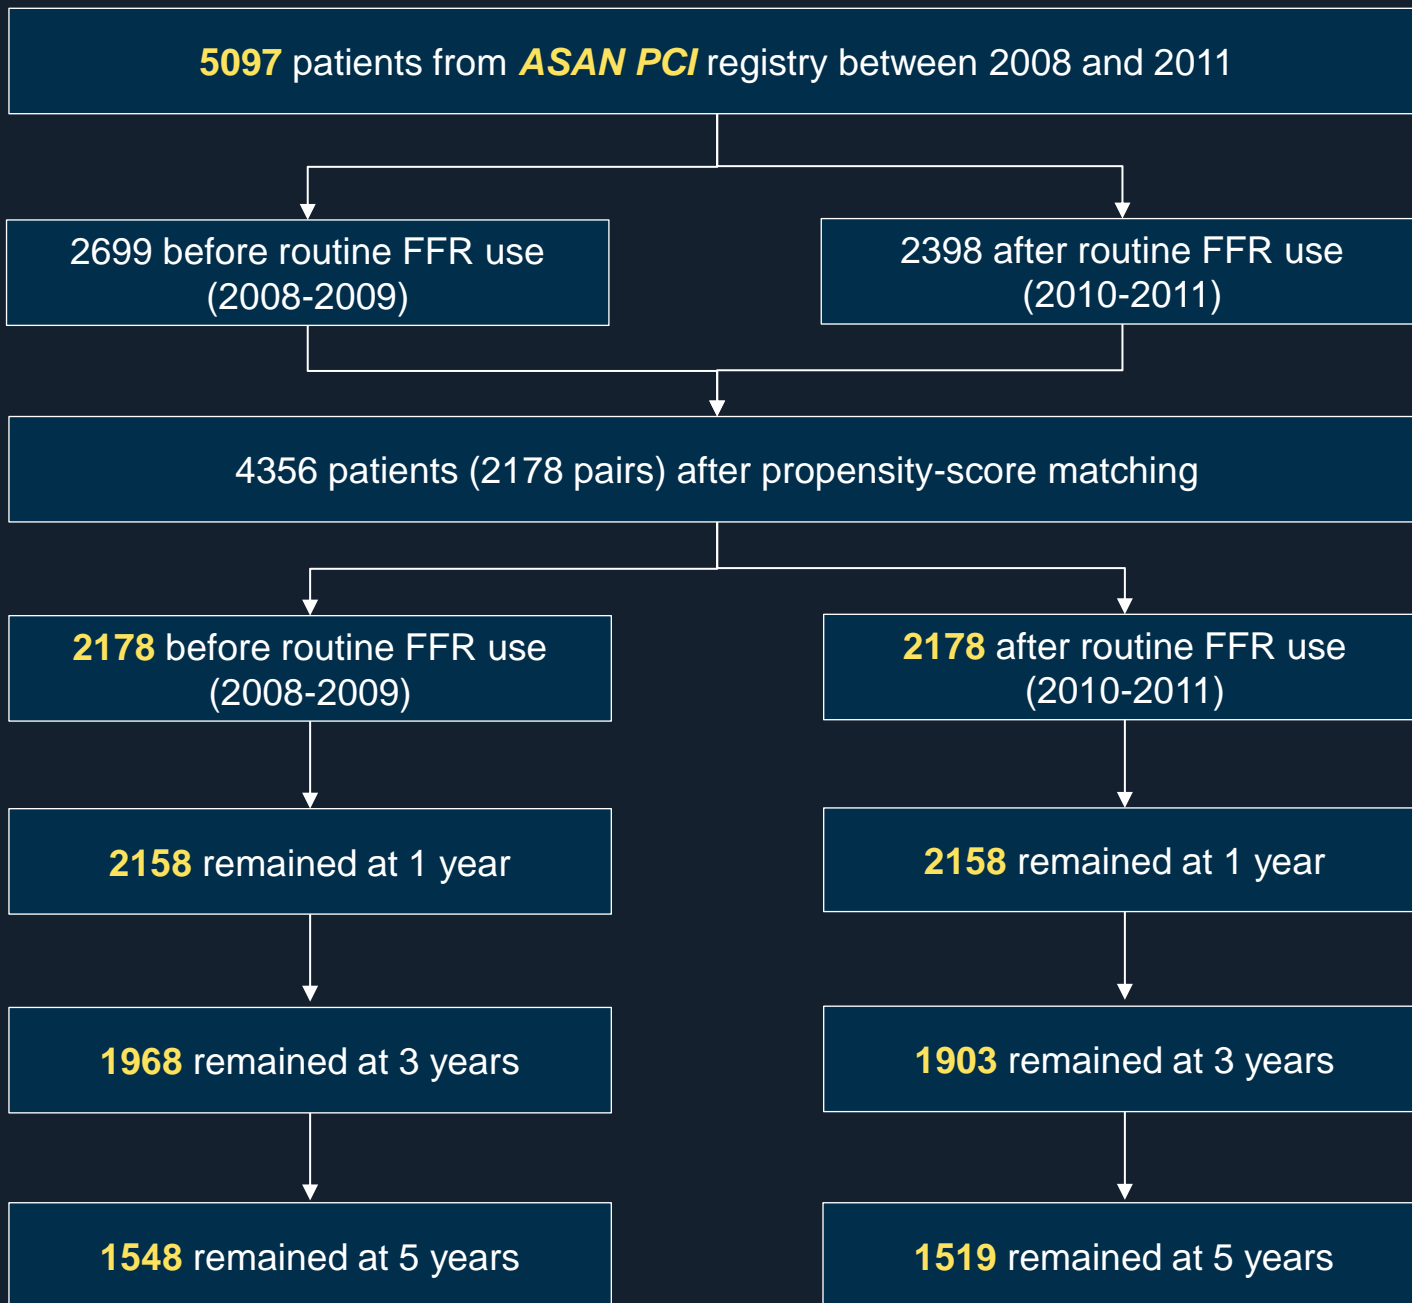 5097 patients from ASAN PCI registry between 2008 and 2011
2699 before routine FFR use
(2008-2009)
2398 after routine FFR use
(2010-2011)
4356 patients (2178 pairs) after propensity-score matching
2178 before routine FFR use
(2008-2009)
2178 after routine FFR use
(2010-2011)
2158 remained at 1 year
2158 remained at 1 year
1968 remained at 3 years
1903 remained at 3 years
1548 remained at 5 years
1519 remained at 5 years